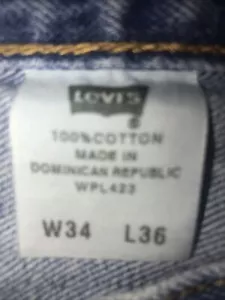 LEVI'S
®
100% COTTON
MADE IN
DOMINICAN REPUBLIC
WPL423
W34 L36